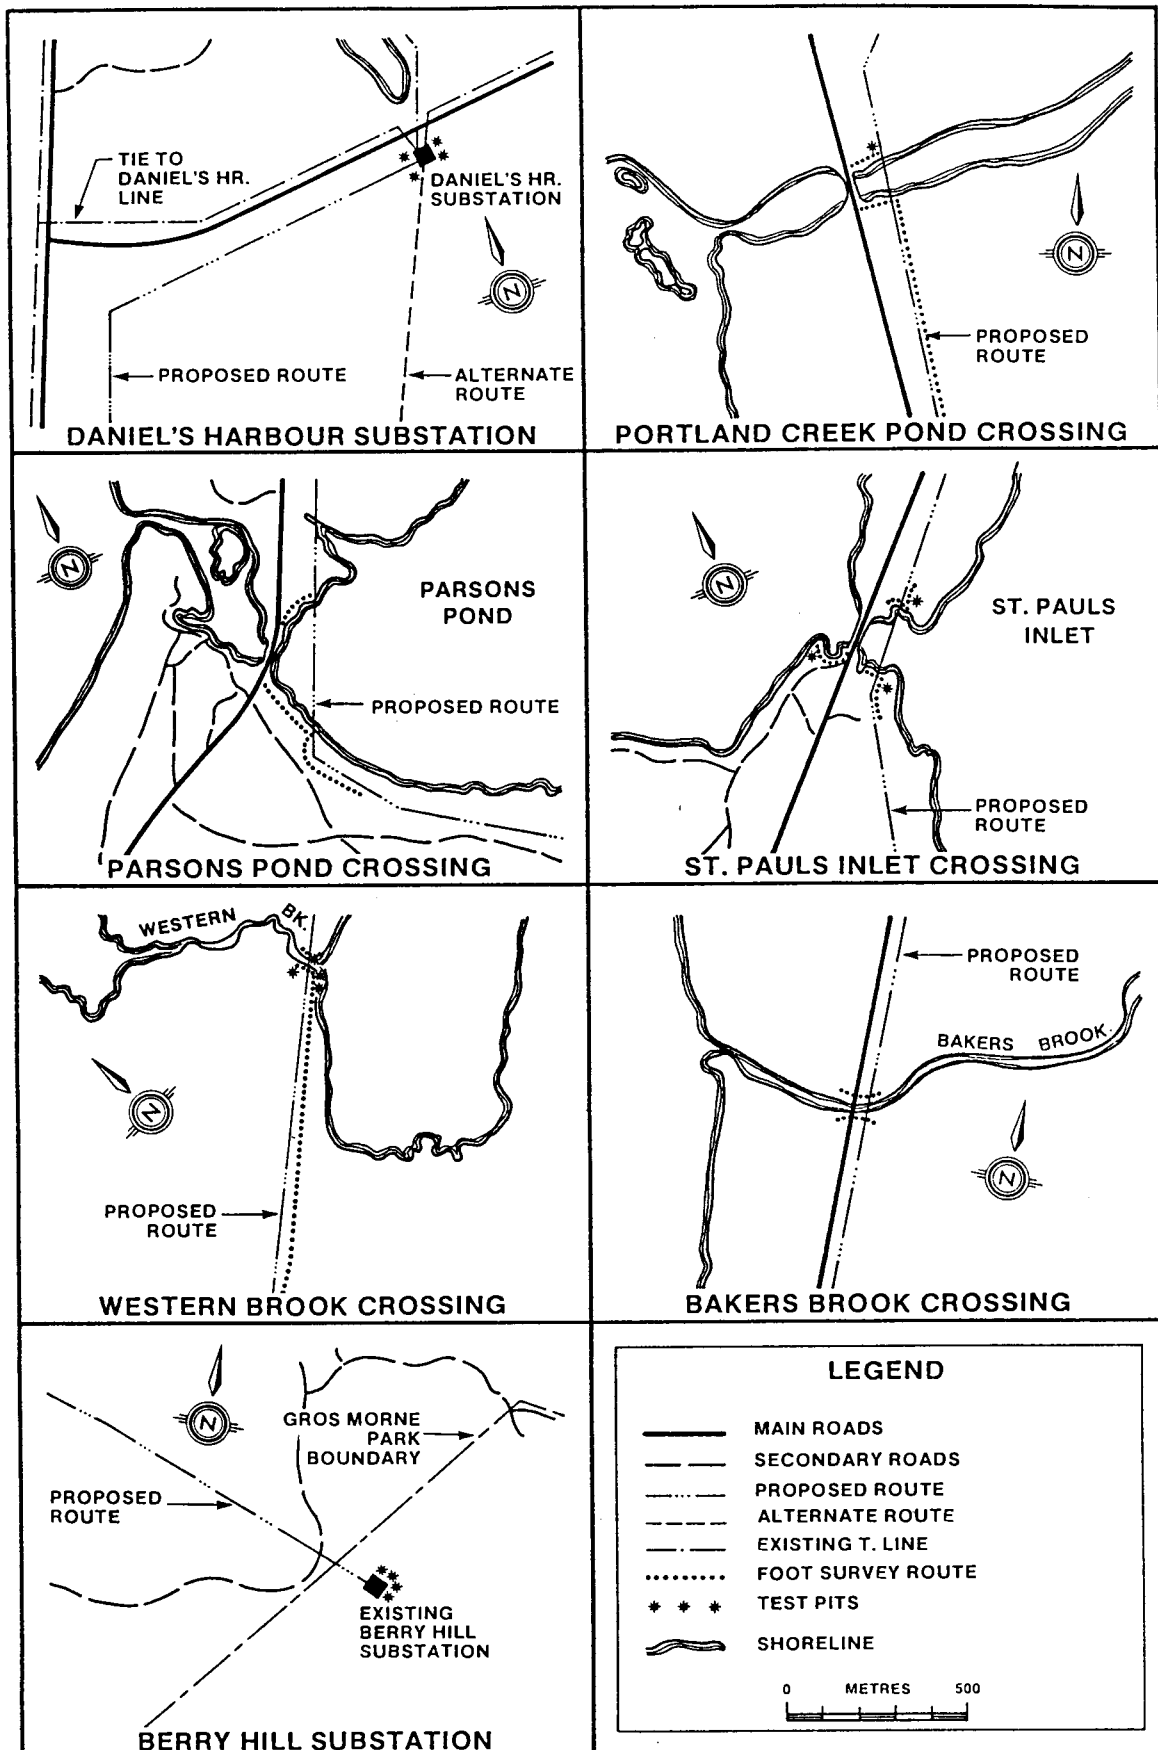 TIE TO
DANIEL'S HR.
LINE
DANIEL'S HR.
SUBSTATION
N
PROPOSED ROUTE
ALTERNATE
ROUTE
DANIEL'S HARBOUR SUBSTATION
N
PROPOSED
ROUTE
PORTLAND CREEK POND CROSSING
N
PARSONS
POND
PROPOSED ROUTE
PARSONS POND CROSSING
N
ST. PAULS
INLET
PROPOSED
ROUTE
ST. PAULS INLET CROSSING
WESTERN BK.
N
PROPOSED
ROUTE
WESTERN BROOK CROSSING
PROPOSED
ROUTE
BAKERS BROOK
N
BAKERS BROOK CROSSING
N
GROS MORNE
PARK
BOUNDARY
PROPOSED
ROUTE
EXISTING
BERRY HILL
SUBSTATION
BERRY HILL SUBSTATION
LEGEND
MAIN ROADS
SECONDARY ROADS
PROPOSED ROUTE
ALTERNATE ROUTE
EXISTING T. LINE
FOOT SURVEY ROUTE
TEST PITS
SHORELINE
0 METRES 500